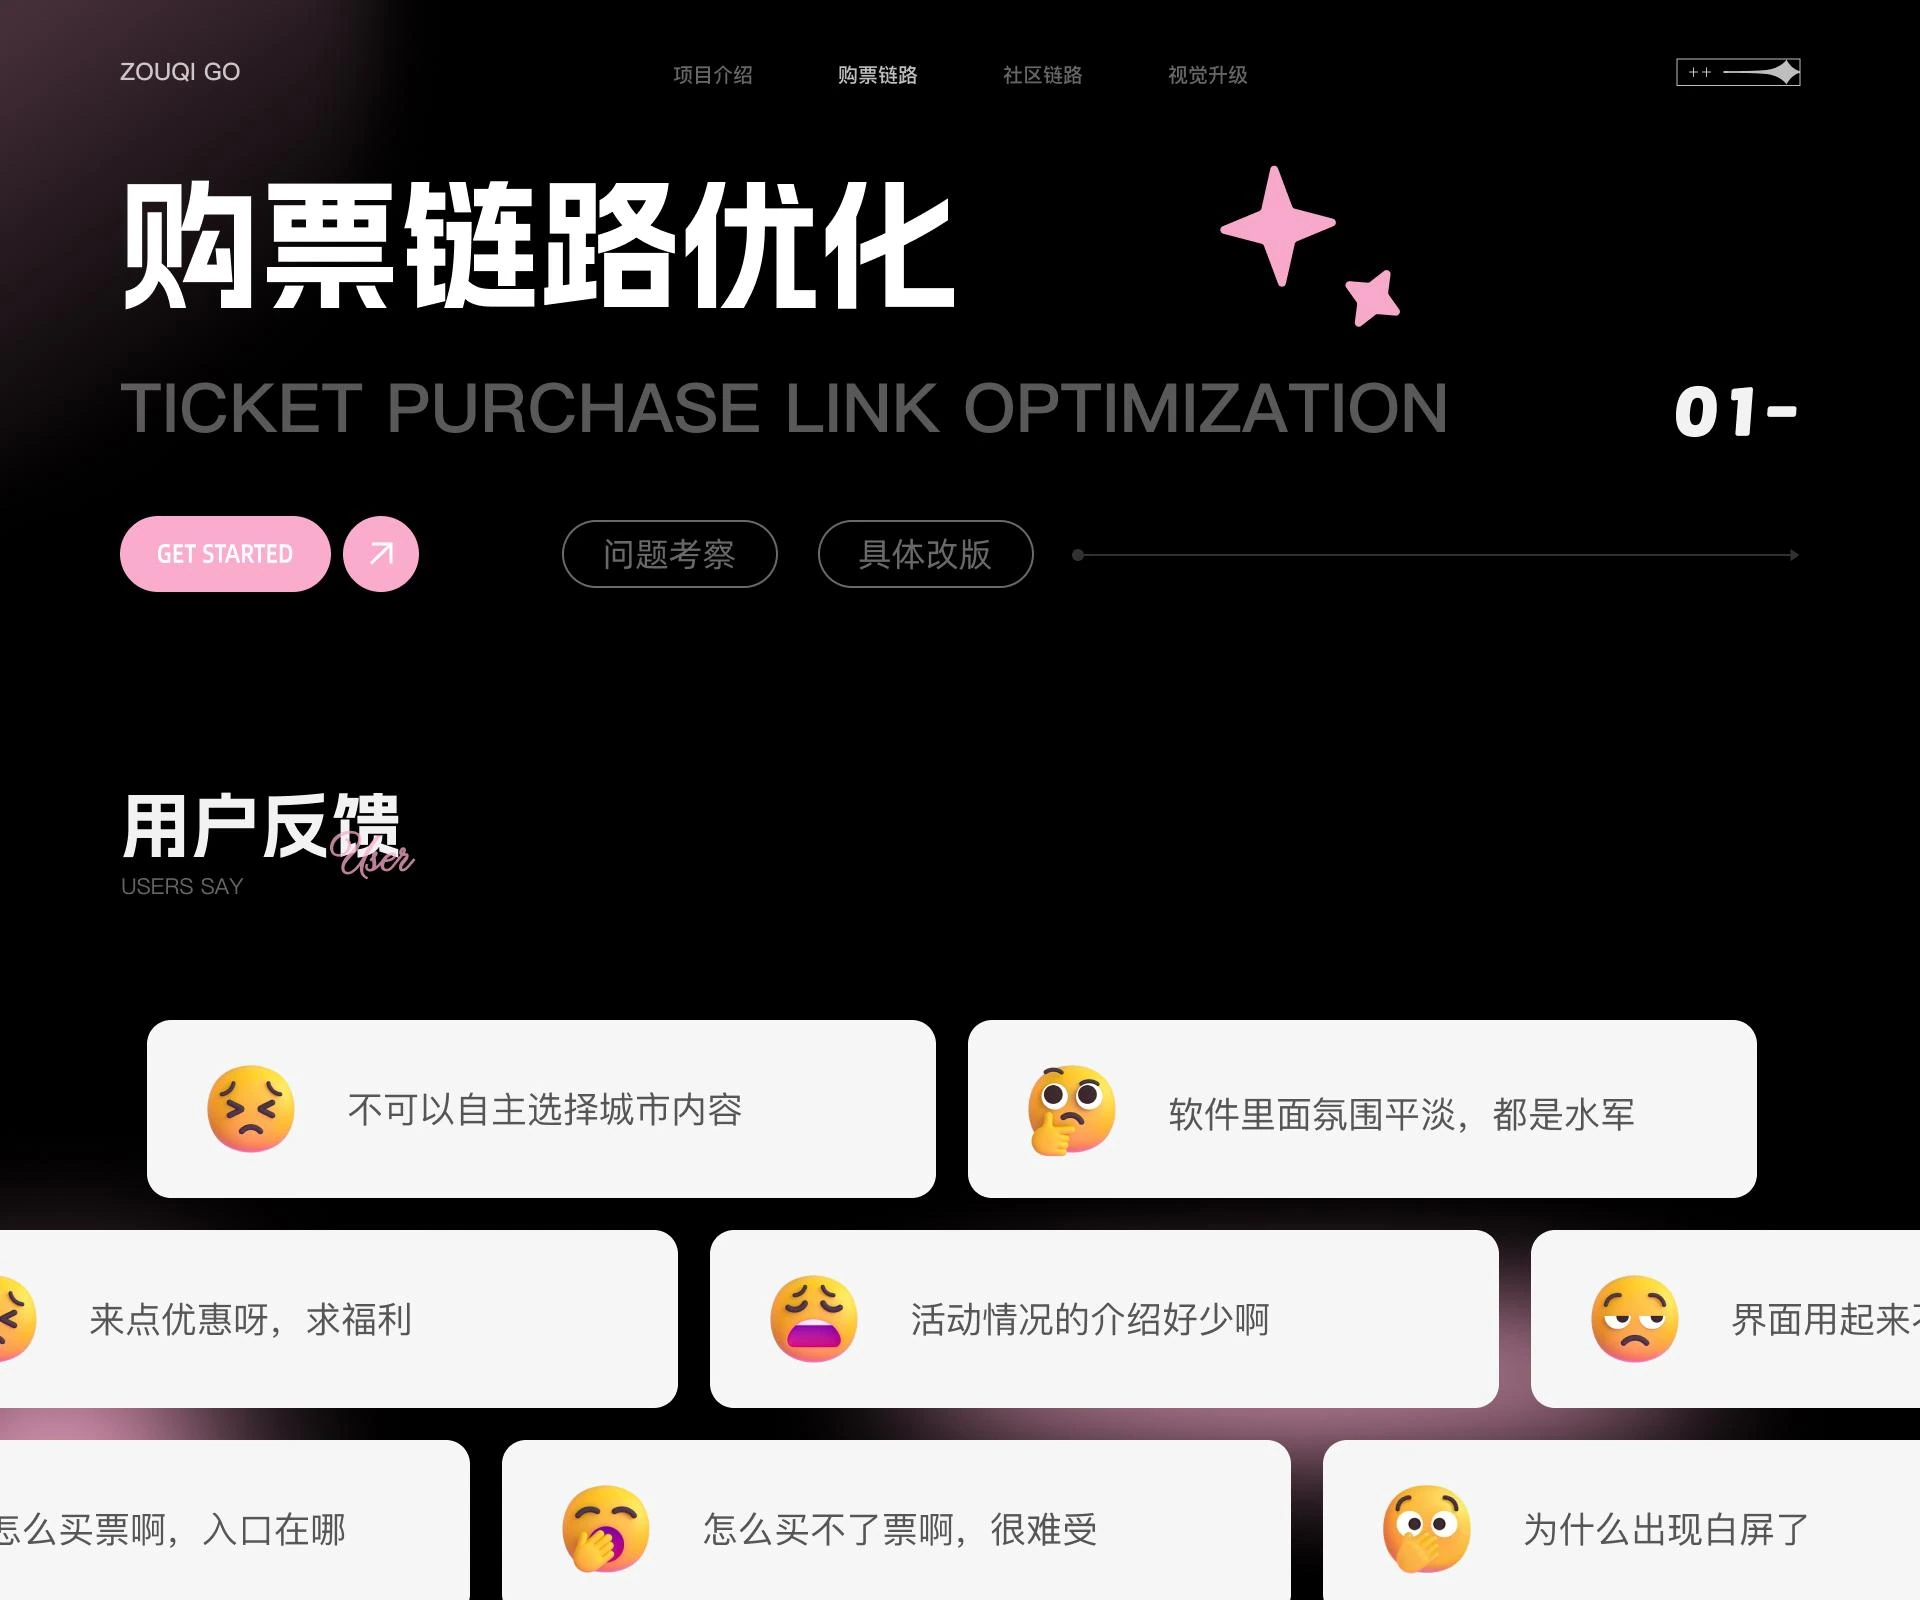 ZOUQI GO
项目介绍
购票链路
社区链路
视觉升级
++
购票链路优化
TICKET PURCHASE LINK OPTIMIZATION
01-
GET STARTED
问题考察
具体改版
用户反馈
User
USERS SAY
不可以自主选择城市内容
软件里面氛围平淡，都是水军
来点优惠呀，求福利
活动情况的介绍好少啊
界面用起来不
怎么买票啊，入口在哪
怎么买不了票啊，很难受
为什么出现白屏了